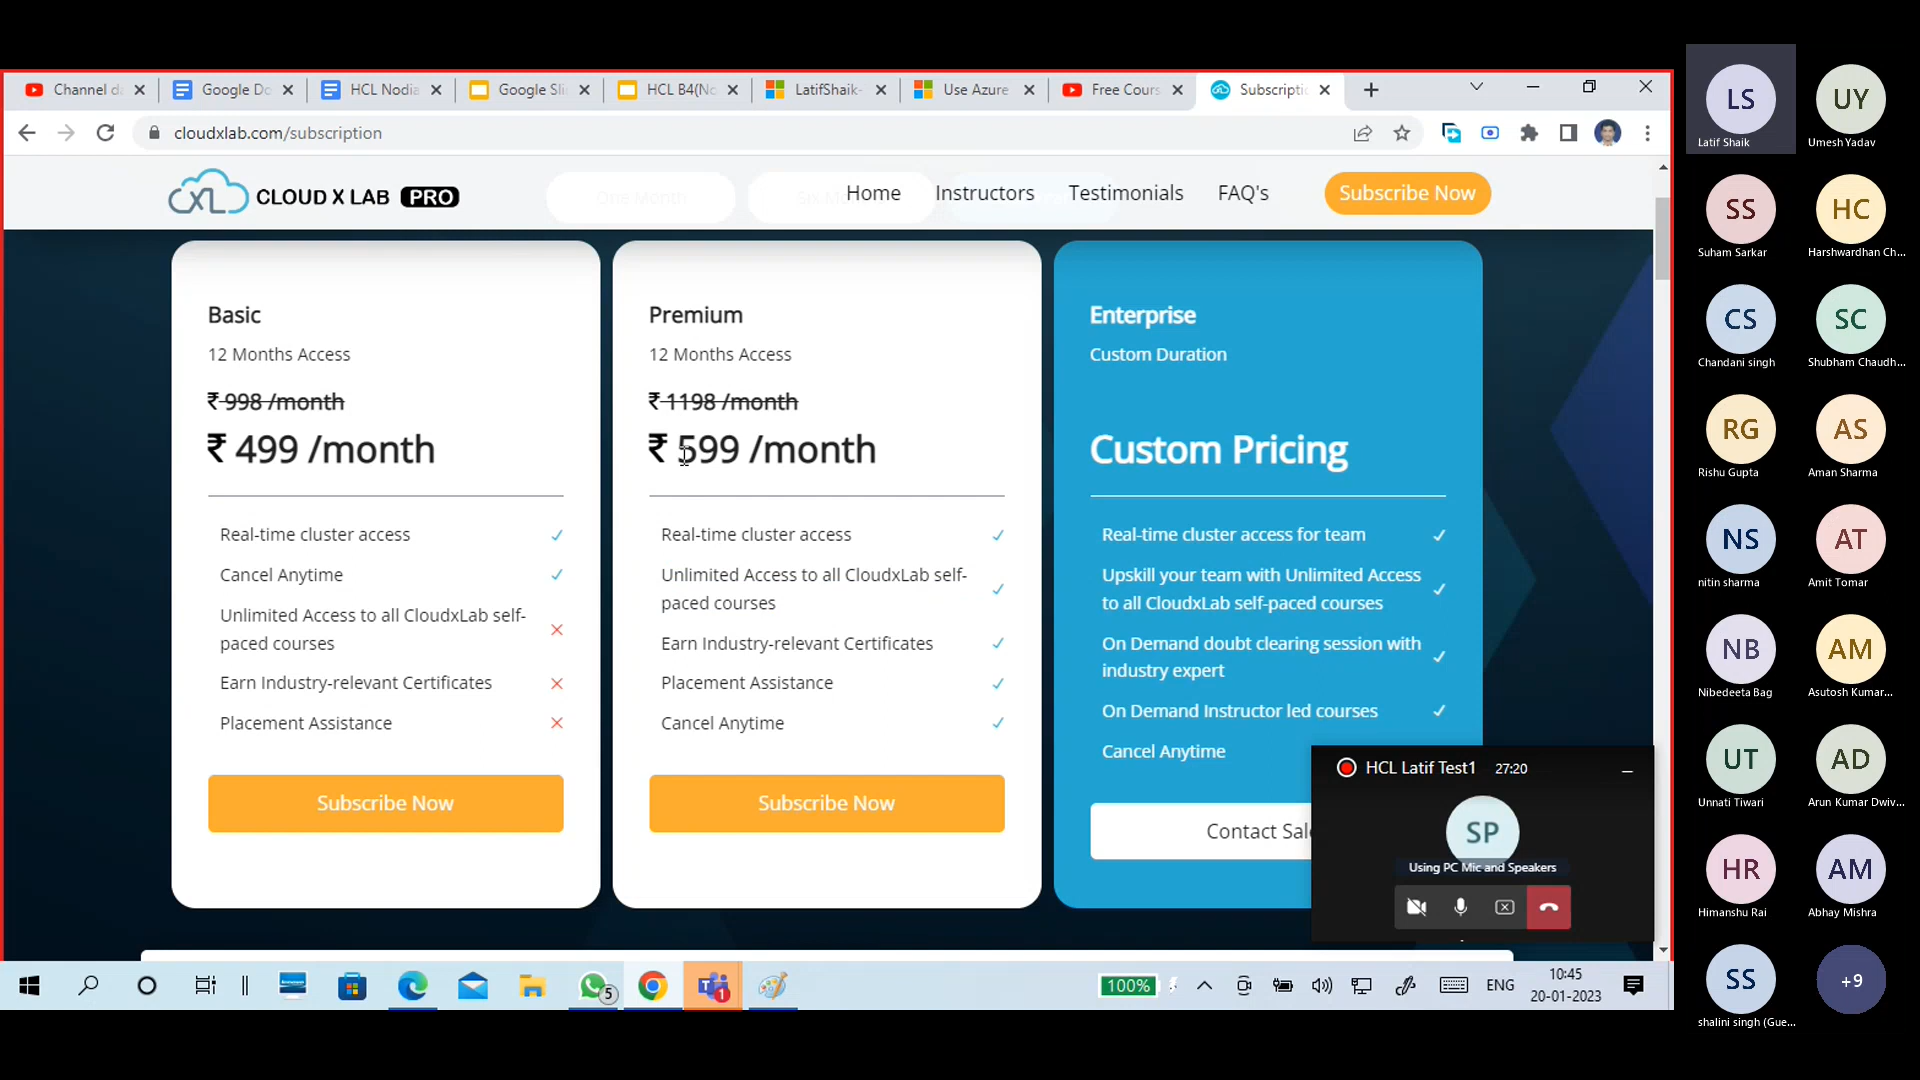 Channel d
Google Do
HCL Nodia
Google Sli
HCL B4(No
LatifShaik-
Use Azure
Free Cours
Subscripti
cloudxlab.com/subscription
CLOUD X LAB PRO
One Month
Home
Instructors
Testimonials
FAQ's
Subscribe Now
Basic
12 Months Access
₹ 998 /month
₹ 499 /month
Real-time cluster access
Cancel Anytime
Unlimited Access to all CloudxLab self-
paced courses
Earn Industry-relevant Certificates
Placement Assistance
Subscribe Now
Premium
12 Months Access
₹ 1198 /month
₹ 599 /month
Real-time cluster access
Unlimited Access to all CloudxLab self-
paced courses
Earn Industry-relevant Certificates
Placement Assistance
Cancel Anytime
Subscribe Now
Enterprise
Custom Duration
Custom Pricing
Real-time cluster access for team
Upskill your team with Unlimited Access
to all CloudxLab self-paced courses
On Demand doubt clearing session with
industry expert
On Demand Instructor led courses
Cancel Anytime
Contact Sal
HCL Latif Test1 27:20
SP
Using PC Mic and Speakers
5
1
100%
ENG
10:45
20-01-2023
LS
Latif Shaik
UY
Umesh Yadav
SS
Suham Sarkar
HC
Harshwardhan Ch...
CS
Chandani singh
SC
Shubham Chaudh...
RG
Rishu Gupta
AS
Aman Sharma
NS
nitin sharma
AT
Amit Tomar
NB
Nibedeeta Bag
AM
Asutosh Kumar...
UT
Unnati Tiwari
AD
Arun Kumar Dwiv...
HR
Himanshu Rai
AM
Abhay Mishra
SS
shalini singh (Gue...
+9